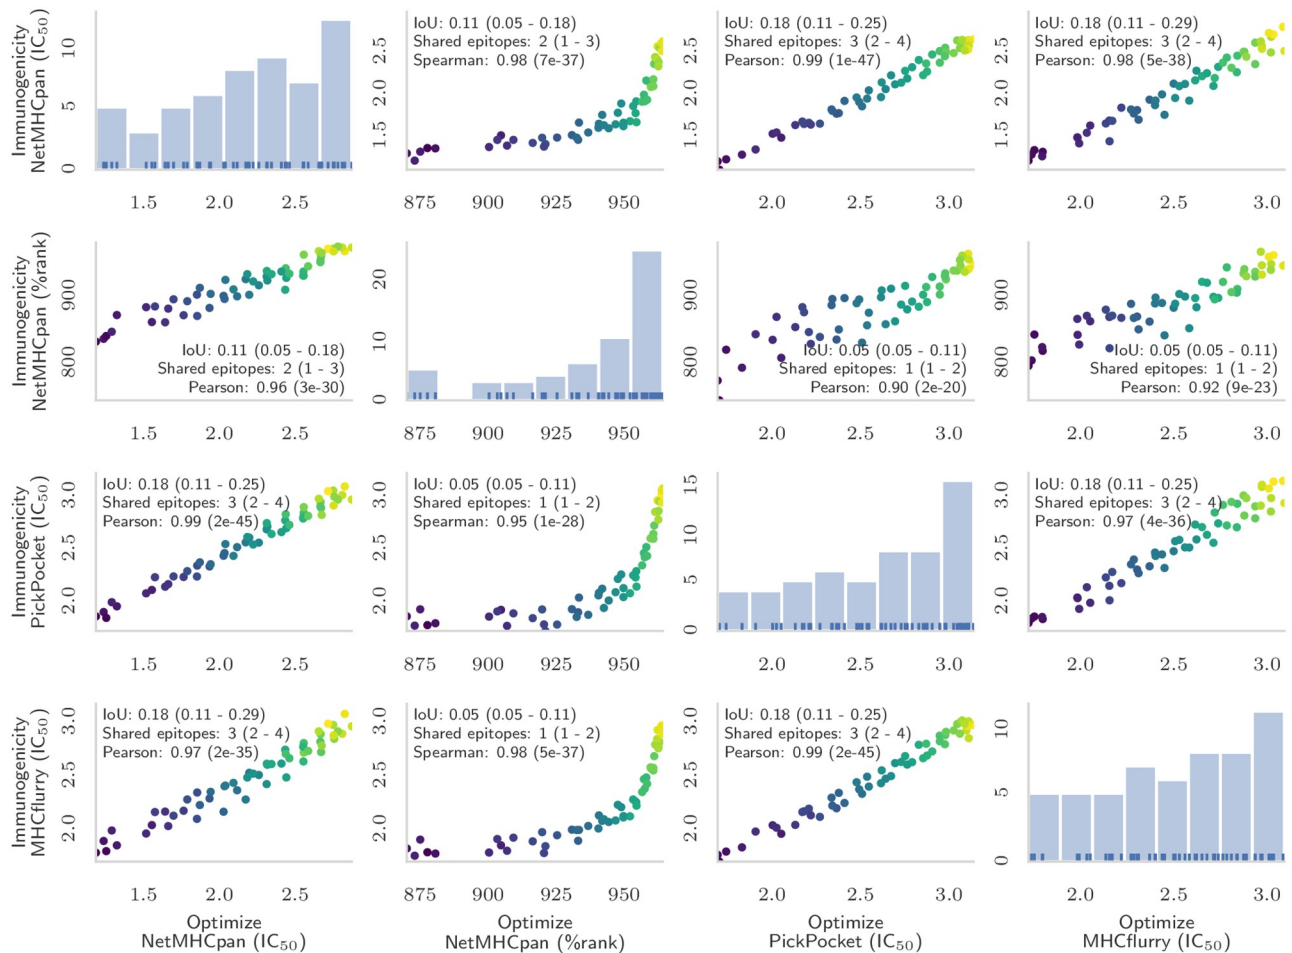 Immunogenicity
NetMHCpan (IC50)
10
5
0
1.5 2.0 2.5
IoU: 0.11 (0.05 - 0.18)
Shared epitopes: 2 (1 - 3)
Spearman: 0.98 (7e-37)
2.5
2.0
1.5
875 900 925 950
IoU: 0.18 (0.11 - 0.25)
Shared epitopes: 3 (2 - 4)
Pearson: 0.99 (1e-47)
2.5
2.0
1.5
2.0 2.5 3.0
IoU: 0.18 (0.11 - 0.29)
Shared epitopes: 3 (2 - 4)
Pearson: 0.98 (5e-38)
2.5
2.0
1.5
2.0 2.5 3.0
Immunogenicity
NetMHCpan (%rank)
900
800
IoU: 0.11 (0.05 - 0.18)
Shared epitopes: 2 (1 - 3)
Pearson: 0.96 (3e-30)
1.5 2.0 2.5
20
10
0
875 900 925 950
900
800
IoU: 0.05 (0.05 - 0.11)
Shared epitopes: 1 (1 - 2)
Pearson: 0.90 (2e-20)
2.0 2.5 3.0
900
800
IoU: 0.05 (0.05 - 0.11)
Shared epitopes: 1 (1 - 2)
Pearson: 0.92 (9e-23)
2.0 2.5 3.0
Immunogenicity
PickPocket (IC50)
3.0
2.5
2.0
IoU: 0.18 (0.11 - 0.25)
Shared epitopes: 3 (2 - 4)
Pearson: 0.99 (2e-45)
1.5 2.0 2.5
3.0
2.5
2.0
IoU: 0.05 (0.05 - 0.11)
Shared epitopes: 1 (1 - 2)
Spearman: 0.95 (1e-28)
875 900 925 950
15
10
5
0
2.0 2.5 3.0
3.0
2.5
2.0
IoU: 0.18 (0.11 - 0.25)
Shared epitopes: 3 (2 - 4)
Pearson: 0.97 (4e-36)
2.0 2.5 3.0
Immunogenicity
MHCflurry (IC50)
3.0
2.5
2.0
IoU: 0.18 (0.11 - 0.29)
Shared epitopes: 3 (2 - 4)
Pearson: 0.97 (2e-35)
1.5 2.0 2.5
Optimize
NetMHCpan (IC50)
3.0
2.5
2.0
IoU: 0.05 (0.05 - 0.11)
Shared epitopes: 1 (1 - 2)
Spearman: 0.98 (5e-37)
875 900 925 950
Optimize
NetMHCpan (%rank)
3.0
2.5
2.0
IoU: 0.18 (0.11 - 0.25)
Shared epitopes: 3 (2 - 4)
Pearson: 0.99 (2e-45)
2.0 2.5 3.0
Optimize
PickPocket (IC50)
10
5
0
2.0 2.5 3.0
Optimize
MHCflurry (IC50)